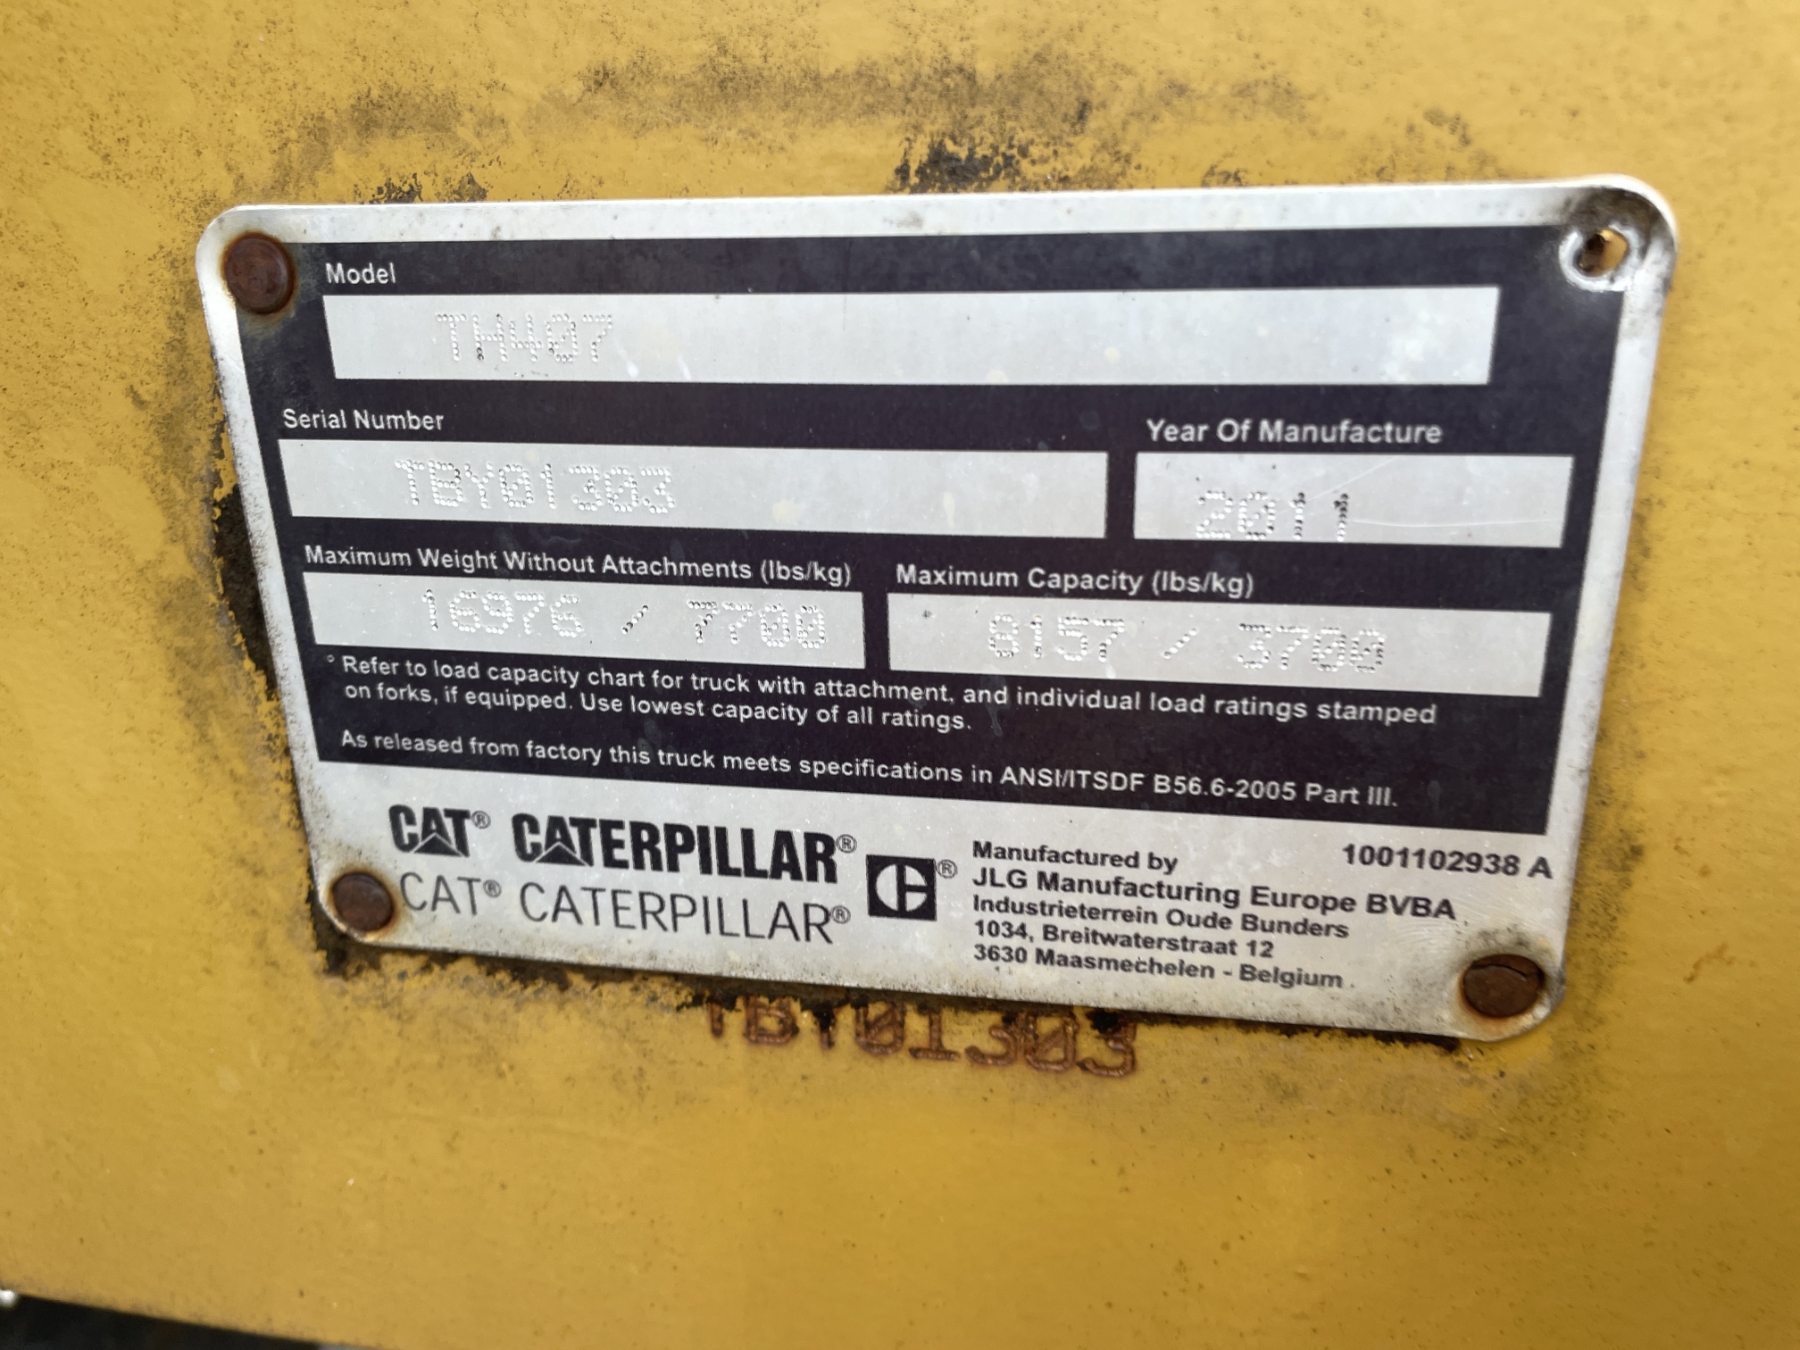 Model
TH407
Serial Number
Year Of Manufacture
TBY01303
2011
Maximum Weight Without Attachments (lbs/kg)
Maximum Capacity (lbs/kg)
16976 / 7700
8157 / 3700
° Refer to load capacity chart for truck with attachment, and individual load ratings stamped
on forks, if equipped. Use lowest capacity of all ratings.
As released from factory this truck meets specifications in ANSI/ITSDF B56.6-2005 Part III.
CAT® CATERPILLAR®
CAT® CATERPILLAR®
®
Manufactured by
1001102938 A
JLG Manufacturing Europe BVBA
Industrieterrein Oude Bunders
1034, Breitwaterstraat 12
3630 Maasmechelen - Belgium
TBY01303